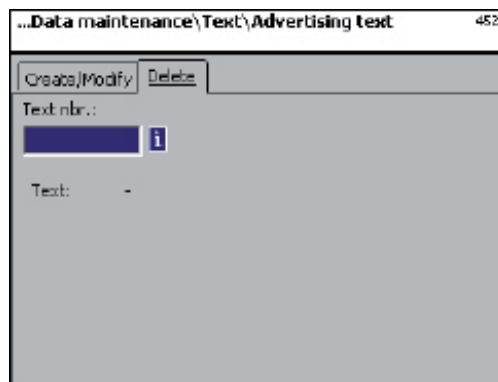 ...Data maintenance\Text\Advertising text 452
Create/Modify Delete
Text nbr.:
i
Text: -